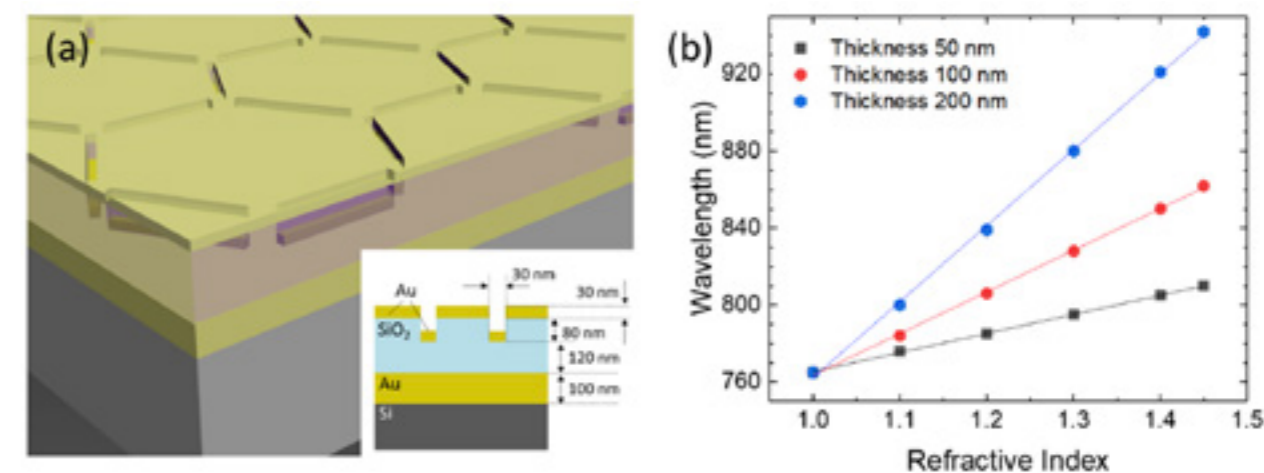 (a)
30 nm
Au
30 nm
SiO2
80 nm
120 nm
Au
100 nm
Si
(b)
Thickness 50 nm
Thickness 100 nm
Thickness 200 nm
Wavelength (nm)
920
880
840
800
760
1.0 1.1 1.2 1.3 1.4 1.5
Refractive Index